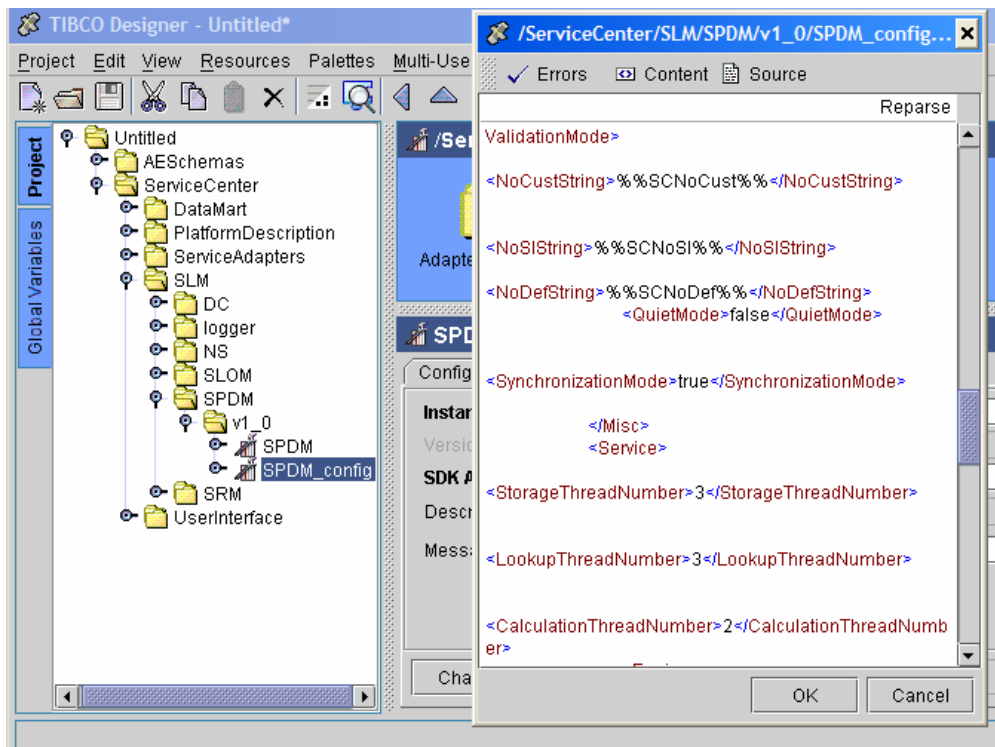 TIBCO Designer - Untitled*
Project Edit View Resources Palettes Multi-Use
Project
Global Variables
Untitled
AESchemas
ServiceCenter
DataMart
PlatformDescription
ServiceAdapters
SLM
DC
logger
NS
SLOM
SPDM
v1_0
SPDM
SPDM_config
SRM
UserInterface
/Ser
Adapte
SPD
Config
Instar
Versic
SDK A
Descr
Messa
Cha
/ServiceCenter/SLM/SPDM/v1_0/SPDM_config...
Errors Content Source
Reparse
ValidationMode>
<NoCustString>%%SCNoCust%%</NoCustString>
<NoSIString>%%SCNoSI%%</NoSIString>
<NoDefString>%%SCNoDef%%</NoDefString>
<QuietMode>false</QuietMode>
<SynchronizationMode>true</SynchronizationMode>
</Misc>
<Service>
<StorageThreadNumber>3</StorageThreadNumber>
<LookupThreadNumber>3</LookupThreadNumber>
<CalculationThreadNumber>2</CalculationThreadNumb
er>
OK Cancel